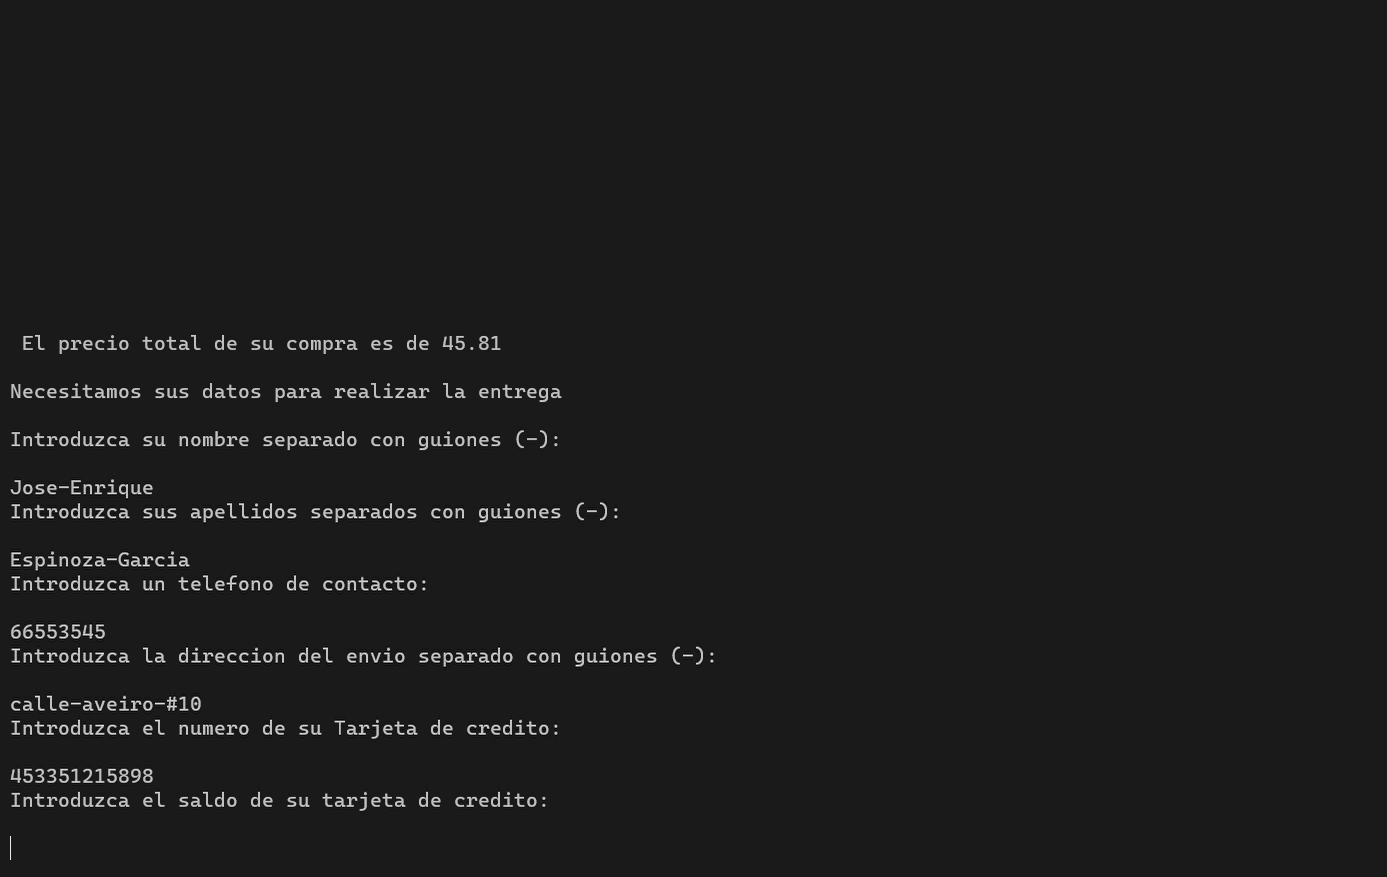 El precio total de su compra es de 45.81
Necesitamos sus datos para realizar la entrega
Introduzca su nombre separado con guiones (-):
Jose-Enrique
Introduzca sus apellidos separados con guiones (-):
Espinoza-Garcia
Introduzca un telefono de contacto:
66553545
Introduzca la direccion del envio separado con guiones (-):
calle-aveiro-#10
Introduzca el numero de su Tarjeta de credito:
453351215898
Introduzca el saldo de su tarjeta de credito: